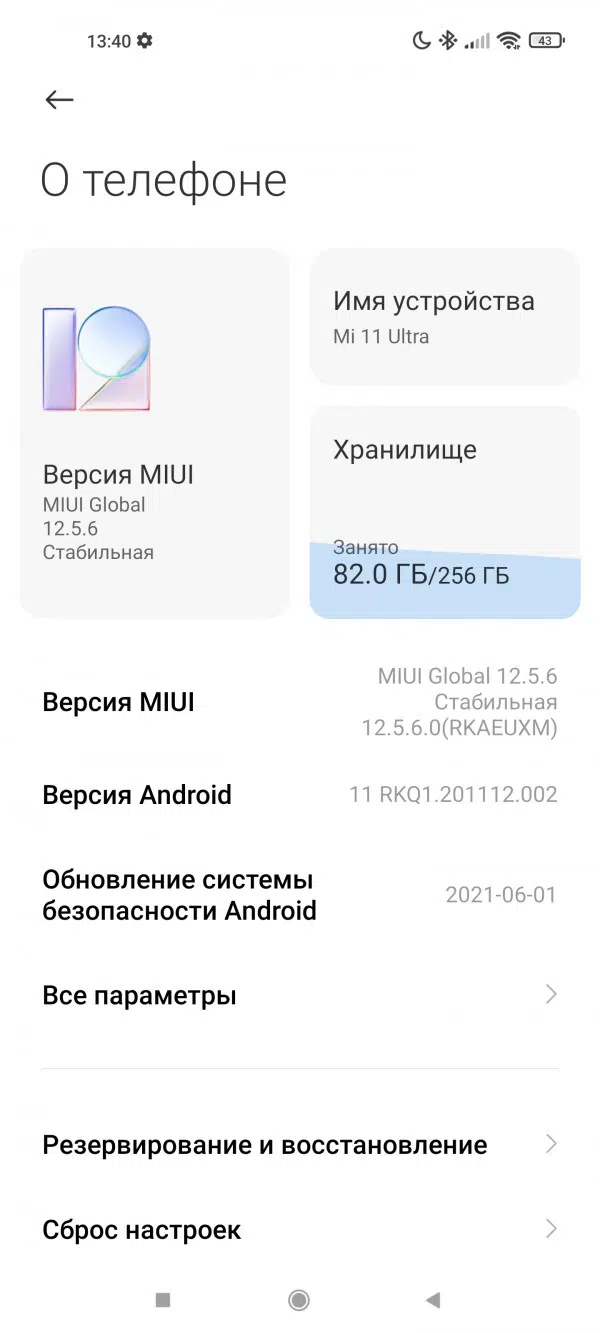 13:40
43
О телефоне
12
Версия MIUI
MIUI Global
12.5.6
Стабильная
Имя устройства
Mi 11 Ultra
Хранилище
Занято
82.0 ГБ/256 ГБ
Версия MIUI
MIUI Global 12.5.6
Стабильная
12.5.6.0(RKAEUXM)
Версия Android
11 RKQ1.201112.002
Обновление системы
безопасности Android
2021-06-01
Все параметры
Резервирование и восстановление
Сброс настроек